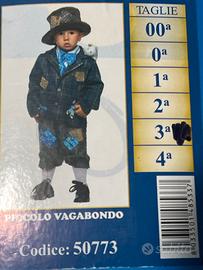 TAGLIE
00ª
0ª
1ª
2ª
3ª
4ª
PICCOLO VAGABONDO
Codice: 50773